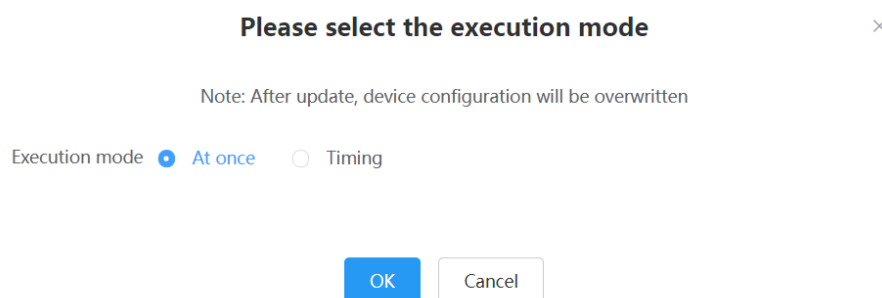 Please select the execution mode
Note: After update, device configuration will be overwritten
Execution mode At once Timing
OK Cancel